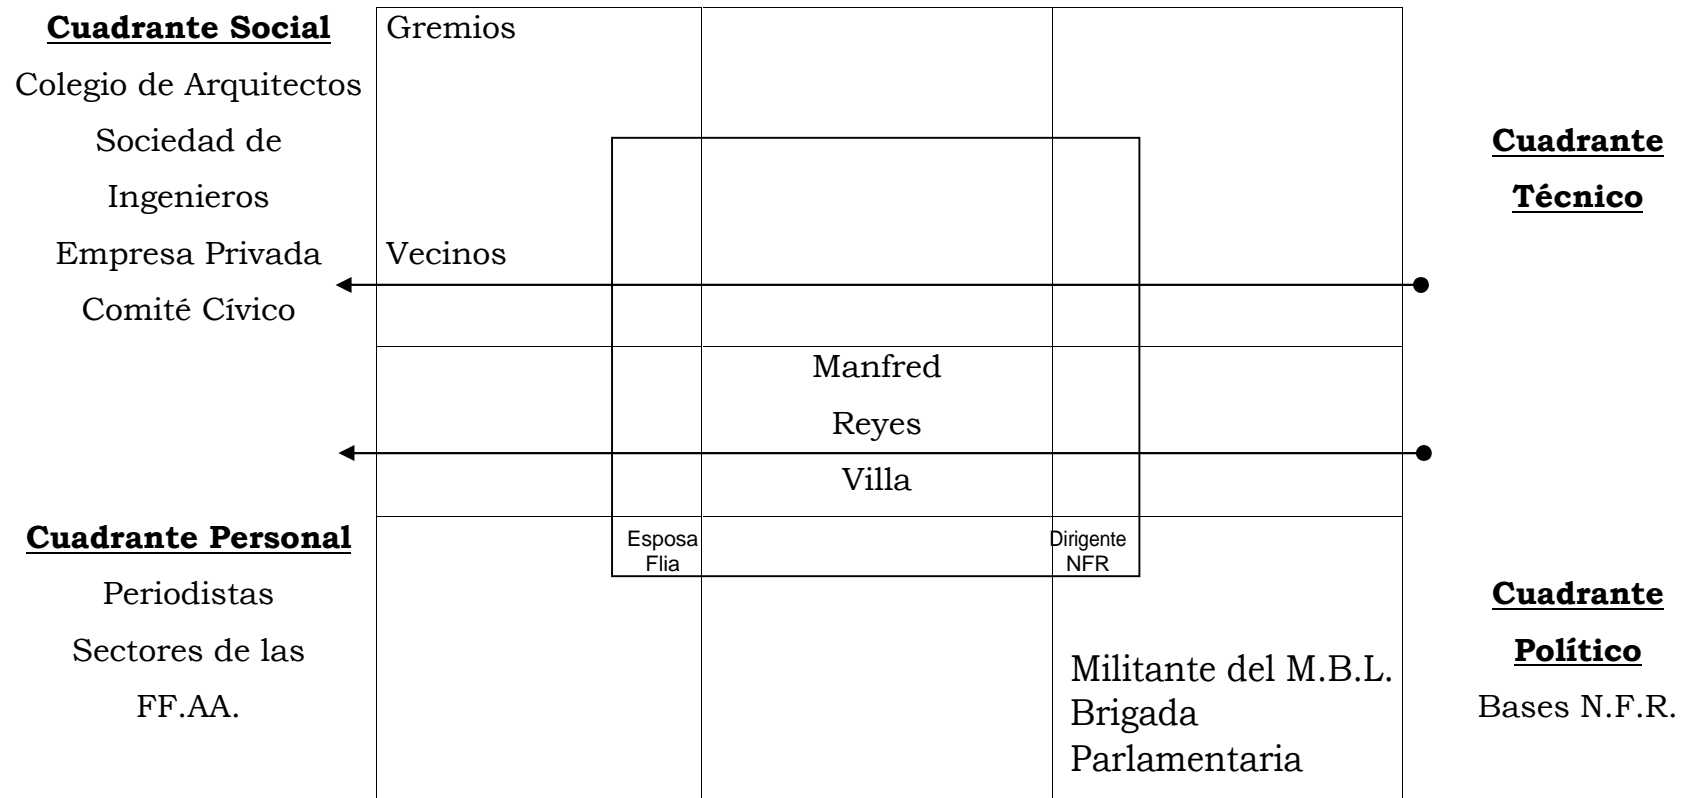 Cuadrante Social
Colegio de Arquitectos
Sociedad de
Ingenieros
Empresa Privada
Comité Cívico
Gremios
Vecinos
Cuadrante
Técnico
Manfred
Reyes
Villa
Cuadrante Personal
Periodistas
Sectores de las
FF.AA.
Esposa
Flia
Dirigente
NFR
Militante del M.B.L.
Brigada
Parlamentaria
Cuadrante
Político
Bases N.F.R.